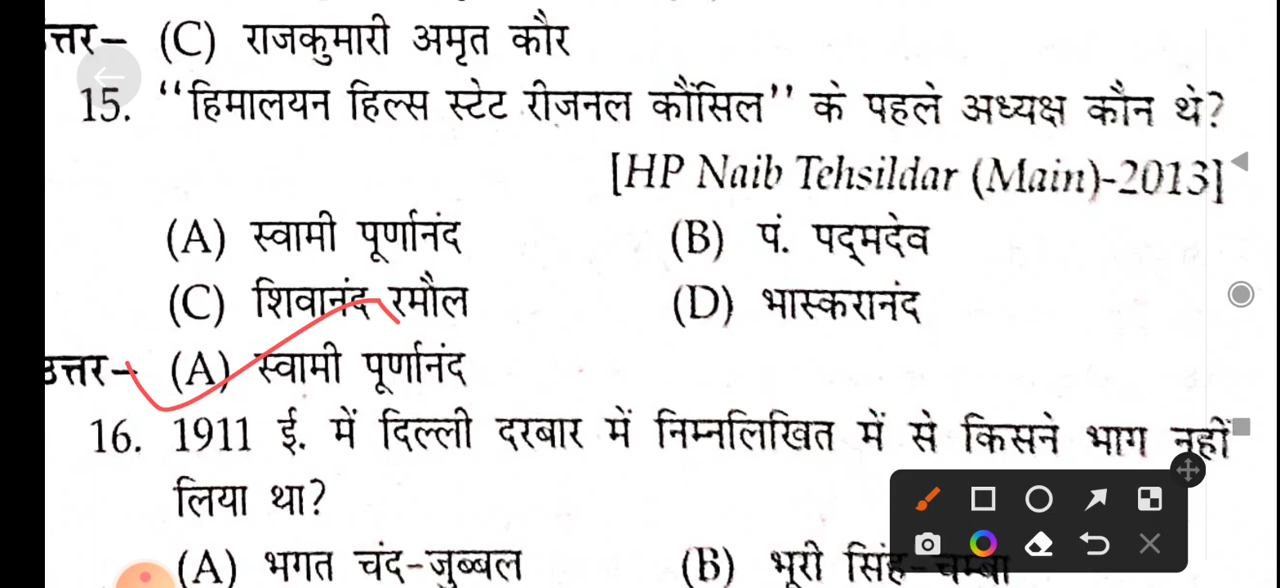 त्तर– (C) राजकुमारी अमृत कौर
15. “हिमालयन हिल्स स्टेट रीजनल कौंसिल” के पहले अध्यक्ष कौन थे?
[HP Naib Tehsildar (Main)-2013]
(A) स्वामी पूर्णानंद (B) पं. पद्मदेव
(C) शिवानंद रमौल (D) भास्करानंद
उत्तर– (A) स्वामी पूर्णानंद
16. 1911 ई. में दिल्ली दरबार में निम्नलिखित में से किसने भाग नहीं
लिया था?
(A) भगत चंद-जुब्बल (B) भूरी सिंह-चम्बा